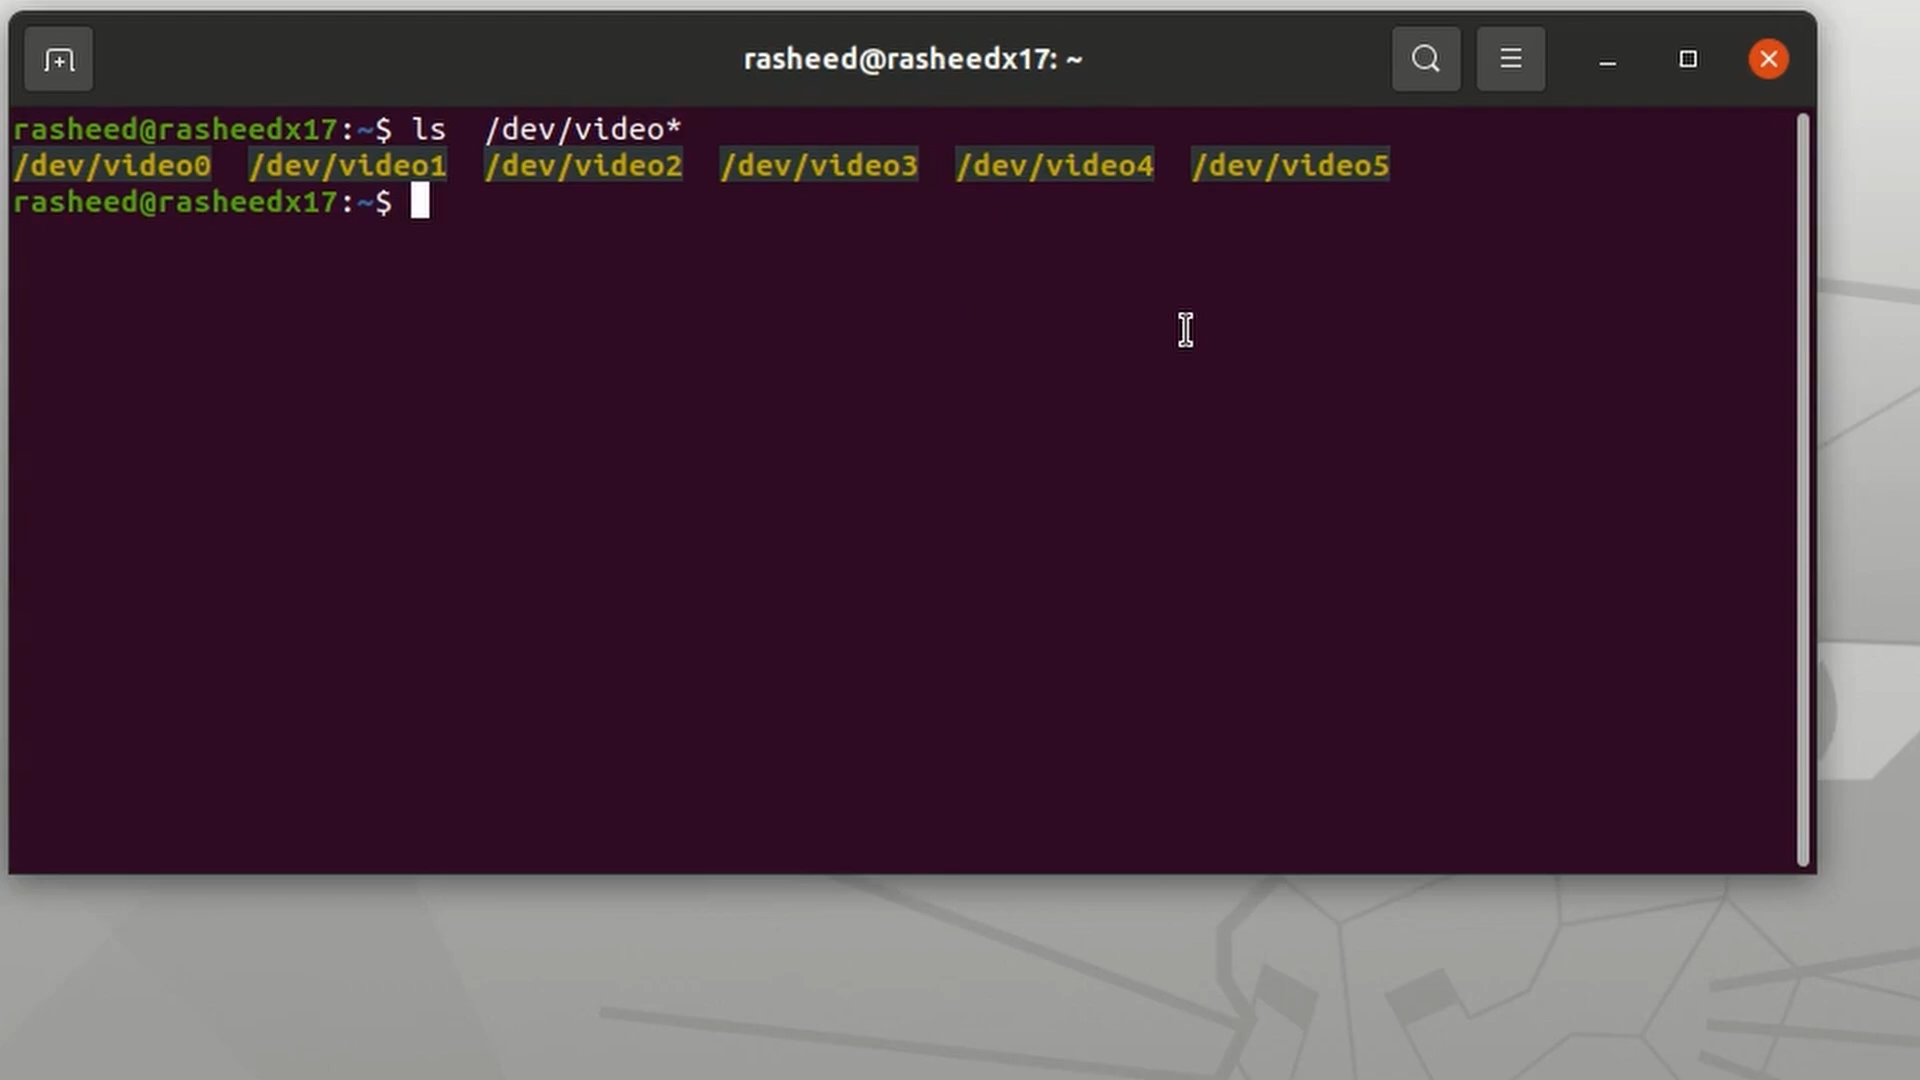 rasheed@rasheedx17: ~
rasheed@rasheedx17:~$ ls  /dev/video*
/dev/video0  /dev/video1  /dev/video2  /dev/video3  /dev/video4  /dev/video5
rasheed@rasheedx17:~$